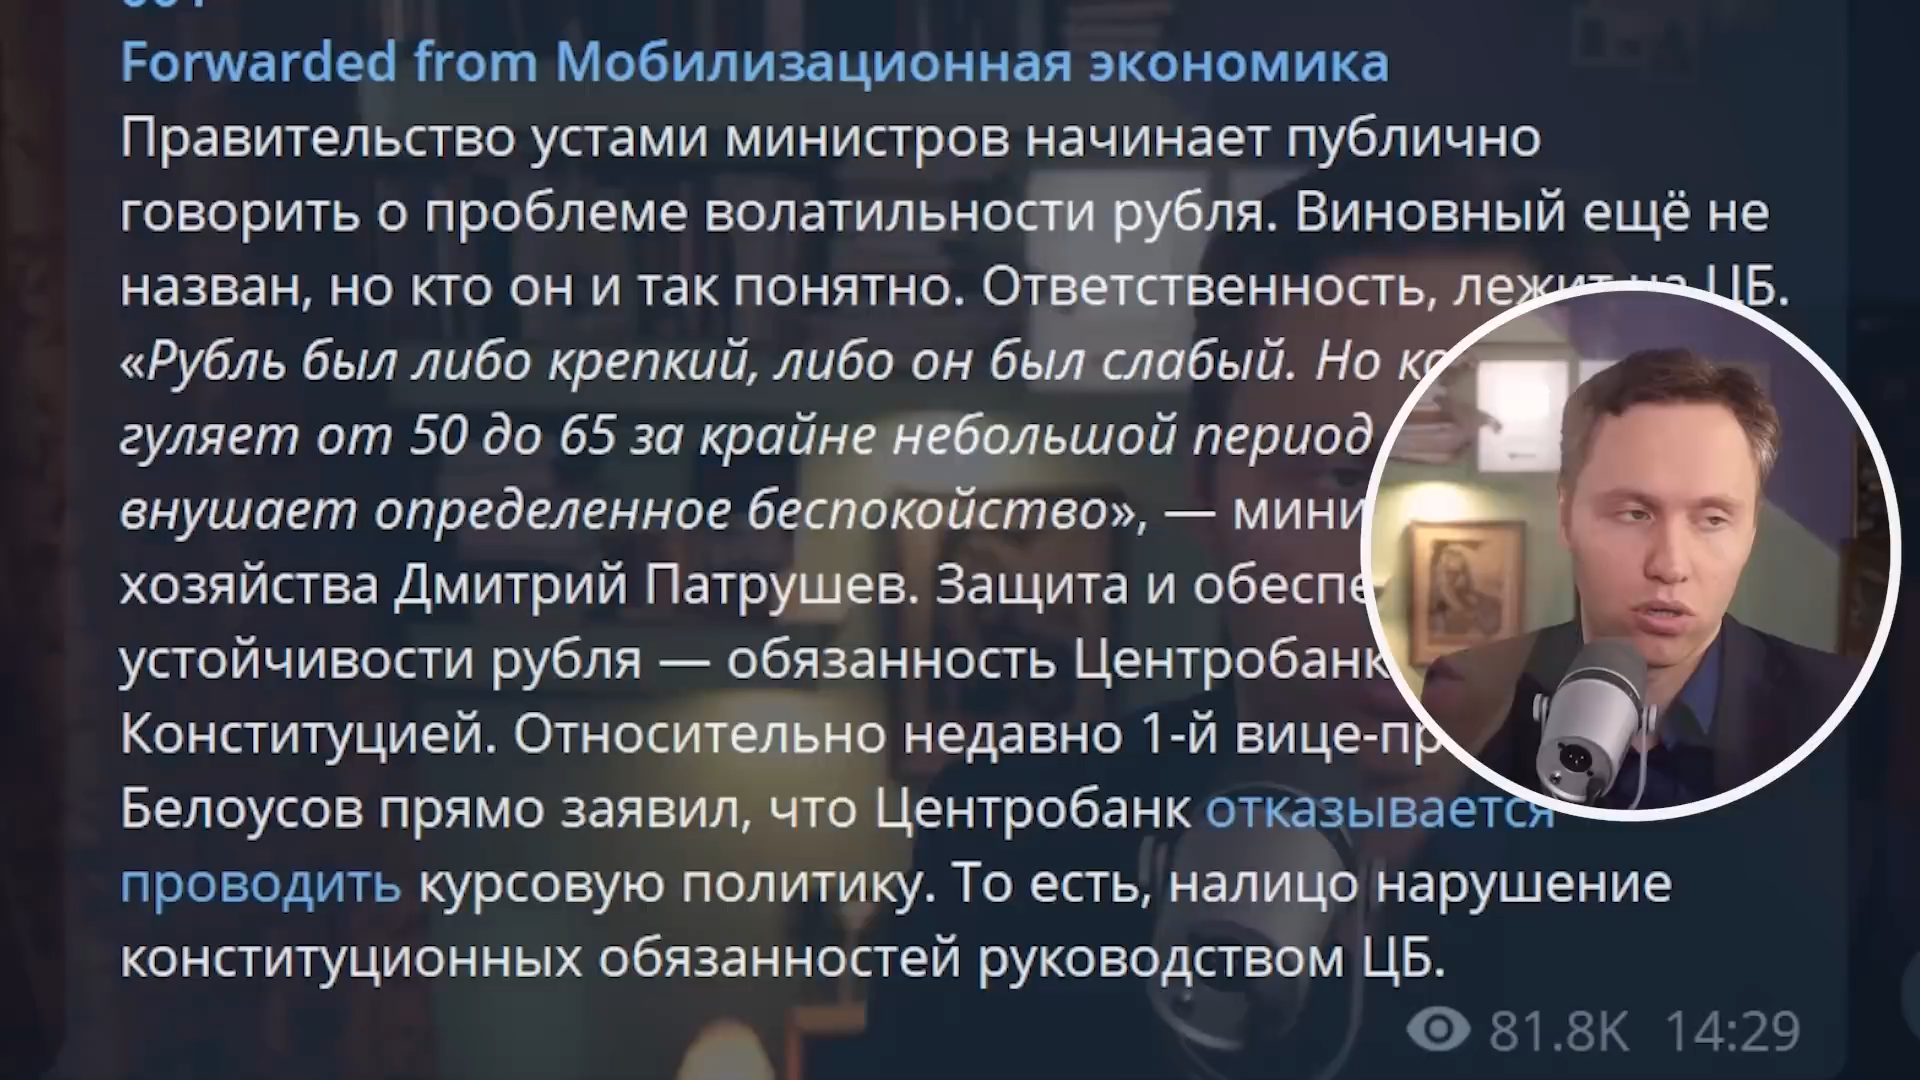 Forwarded from Мобилизационная экономика
Правительство устами министров начинает публично
говорить о проблеме волатильности рубля. Виновный ещё не
назван, но кто он и так понятно. Ответственность, лежит на ЦБ.
«Рубль был либо крепкий, либо он был слабый. Но
гуляет от 50 до 65 за крайне небольшой период
внушает определенное беспокойство», —
хозяйства Дмитрий Патрушев. Защита и
устойчивости рубля — обязанность
Конституцией. Относительно недавно 1-й
Белоусов прямо заявил, что Центробанк отказывается
проводить курсовую политику. То есть, налицо нарушение
конституционных обязанностей руководством ЦБ.
81.8K 14:29